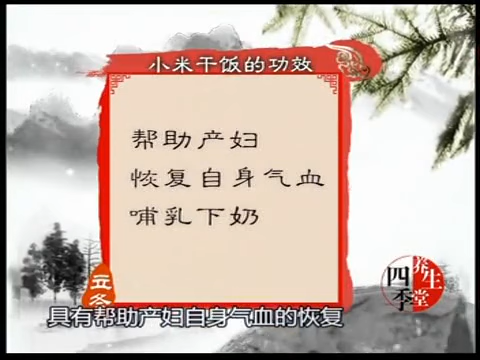 小米干饭的功效
帮助产妇
恢复自身气血
哺乳下奶
立冬
四季
养生堂
具有帮助产妇自身气血的恢复